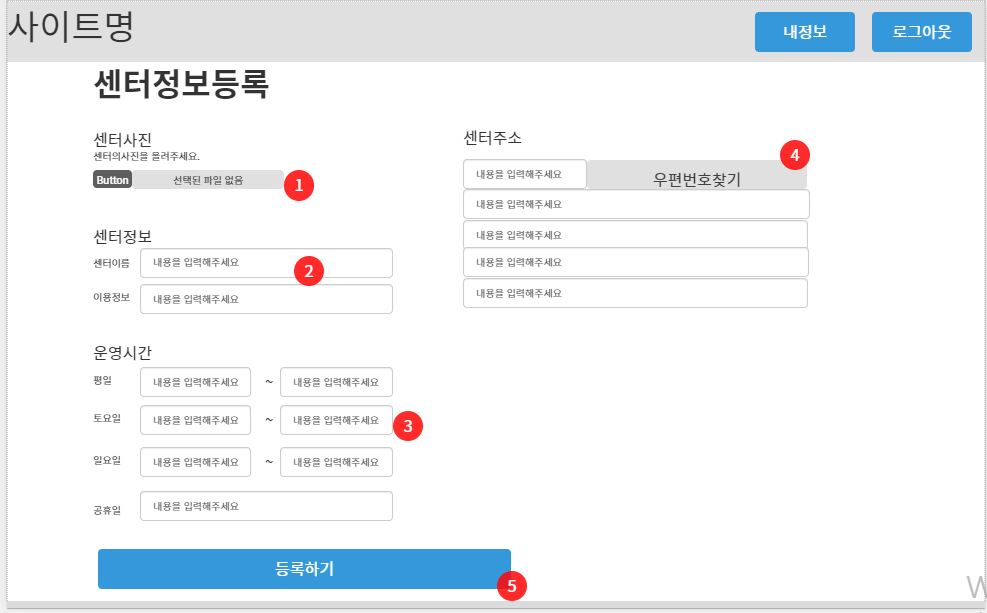 사이트명
내정보
로그아웃
센터정보등록
센터사진
센터의사진을 올려주세요.
Button 선택된 파일 없음
1
센터정보
센터이름 내용을 입력해주세요
2
이용정보 내용을 입력해주세요
운영시간
평일 내용을 입력해주세요 ~ 내용을 입력해주세요
토요일 내용을 입력해주세요 ~ 내용을 입력해주세요
3
일요일 내용을 입력해주세요 ~ 내용을 입력해주세요
공휴일 내용을 입력해주세요
센터주소
4
내용을 입력해주세요 우편번호찾기
내용을 입력해주세요
내용을 입력해주세요
내용을 입력해주세요
내용을 입력해주세요
등록하기
5
W